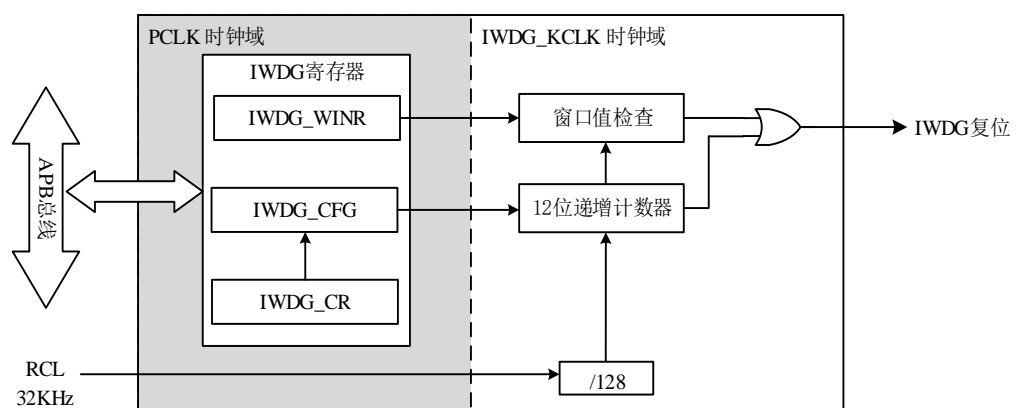 PCLK 时钟域
IWDG_KCLK 时钟域
IWDG寄存器
IWDG_WINR
窗口值检查
IWDG复位
APB总线
IWDG_CFG
12位递增计数器
IWDG_CR
RCL
32KHz
/128